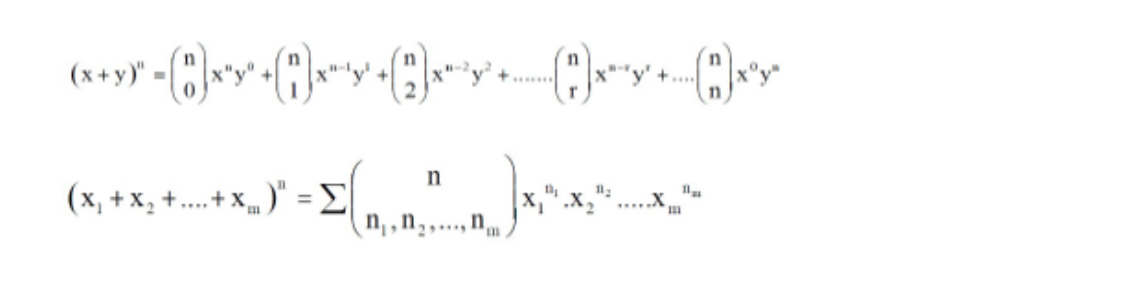 (x+y)ⁿ = (n 0) xⁿy⁰ + (n 1) xⁿ⁻¹y¹ + (n 2) xⁿ⁻²y² + ....... (n r) xⁿ⁻ʳyʳ + .... (n n) x⁰yⁿ
(x₁ + x₂ + .... + xₘ)ⁿ = ∑ (n n₁, n₂, ..., nₘ) x₁^n₁ . x₂^n₂ ..... xₘ^nₘ